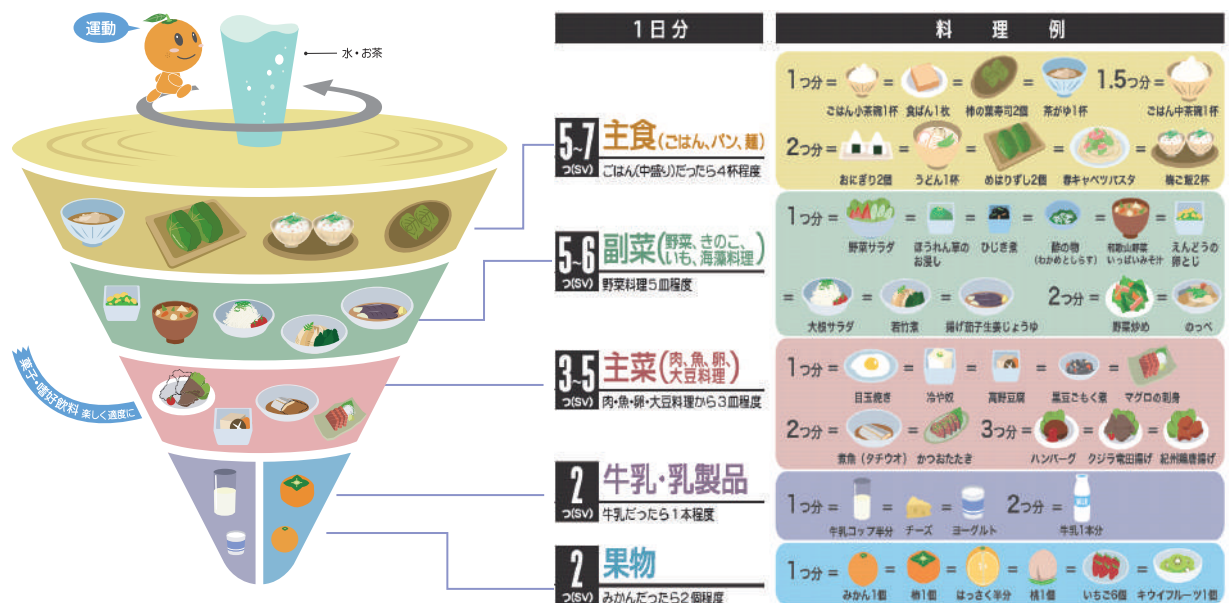 運動
水・お茶
菓子・嗜好飲料 楽しく適度に
1日分
料理例
5~7
つ(SV)
主食(ごはん、パン、麺)
ごはん(中盛り)だったら4杯程度
1つ分= = = = 1.5つ分=
ごはん小茶碗1杯 食ぱん1枚 柿の葉寿司2個 茶がゆ1杯 ごはん中茶碗1杯
2つ分= = = = =
おにぎり2個 うどん1杯 めはりずし2個 春キャベツパスタ 梅ご飯2杯
5~6
つ(SV)
副菜(野菜、きのこ、
いも、海藻料理)
野菜料理5皿程度
1つ分= = = = = =
野菜サラダ ほうれん草の
お浸し
ひじき煮 酢の物
(わかめとしらす)
和歌山野菜
いっぱいみそ汁
えんどうの
卵とじ
= = = 2つ分= =
大根サラダ 若竹煮 揚げ茄子生姜じょうゆ 野菜炒め のっぺ
3~5
つ(SV)
主菜(肉、魚、卵、
大豆料理)
肉・魚・卵・大豆料理から3皿程度
1つ分= = = = =
目玉焼き 冷や奴 高野豆腐 黒豆ごもく煮 マグロの刺身
2つ分= = 3つ分= = =
煮魚(タチウオ) かつおたたき ハンバーグ クジラ竜田揚げ 紀州鶏唐揚げ
2
つ(SV)
牛乳・乳製品
牛乳だったら1本程度
1つ分= = = 2つ分=
牛乳コップ半分 チーズ ヨーグルト 牛乳1本分
2
つ(SV)
果物
みかんだったら2個程度
1つ分= = = = = =
みかん1個 柿1個 はっさく半分 桃1個 いちご6個 キウイフルーツ1個